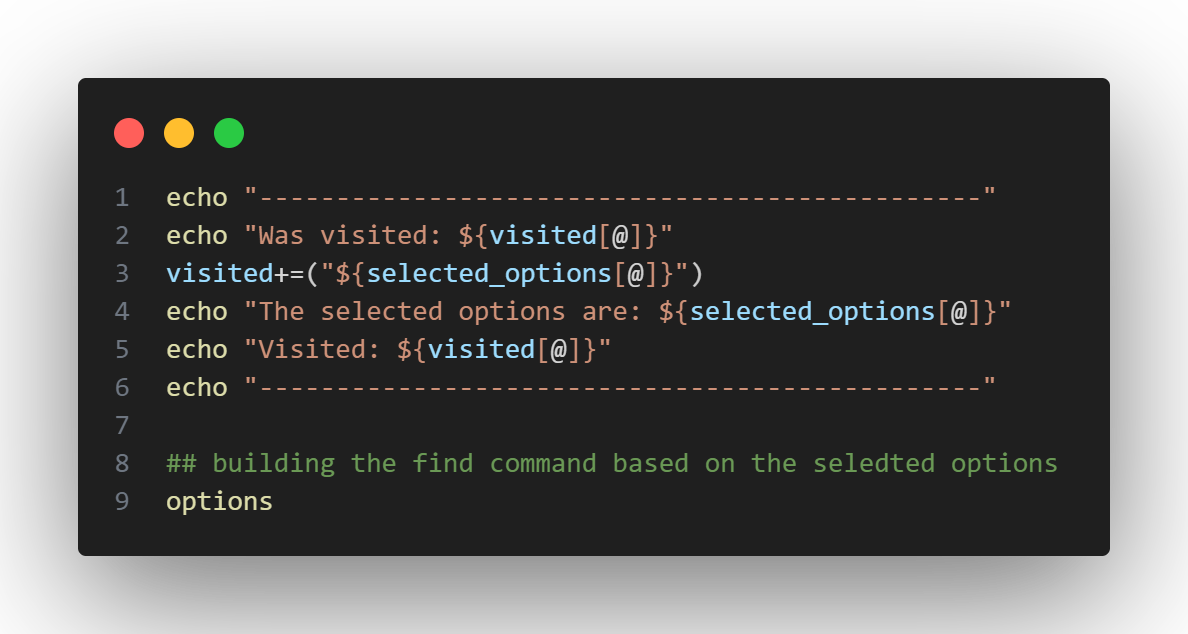 1 echo "-----------------------------------------------"
2 echo "Was visited: ${visited[@]}"
3 visited+=("${selected_options[@]}")
4 echo "The selected options are: ${selected_options[@]}"
5 echo "Visited: ${visited[@]}"
6 echo "-----------------------------------------------"
7
8 ## building the find command based on the seledted options
9 options